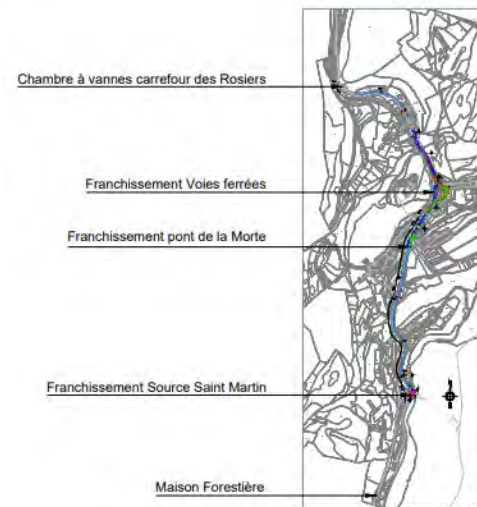 Chambre à vannes carrefour des Rosiers
Franchissement Voies ferrées
Franchissement pont de la Morte
Franchissement Source Saint Martin
Maison Forestière